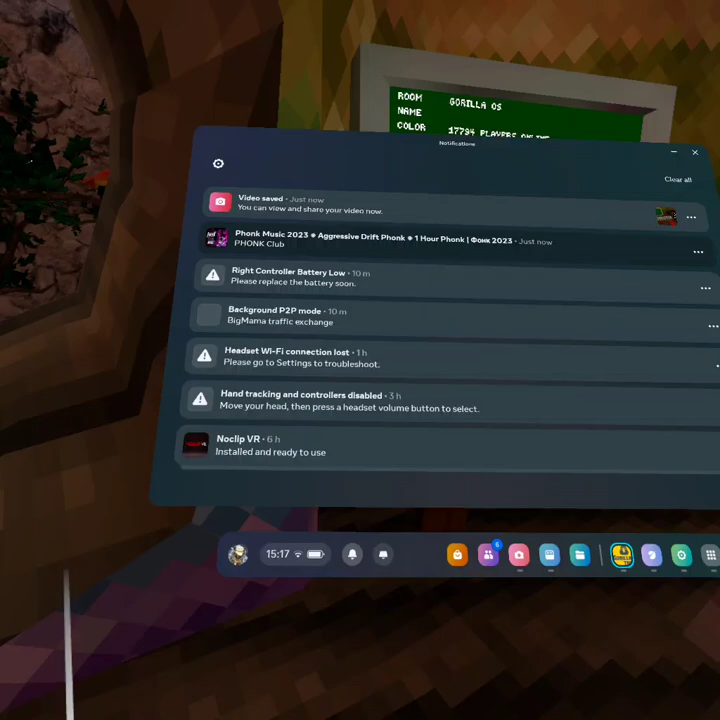 ROOM GORILLA OS
NAME
COLOR 17794 PLAYERS ONLINE
Notifications
Clear all
Video saved • Just now
You can view and share your video now.
Phonk Music 2023 ⁕ Aggressive Drift Phonk ⁕ 1 Hour Phonk | Фонк 2023 • Just now
PHONK Club
Right Controller Battery Low • 10 m
Please replace the battery soon.
Background P2P mode • 10 m
BigMama traffic exchange
Headset Wi-Fi connection lost • 1 h
Please go to Settings to troubleshoot.
Hand tracking and controllers disabled • 3 h
Move your head, then press a headset volume button to select.
Noclip VR • 6 h
Installed and ready to use
15:17
6